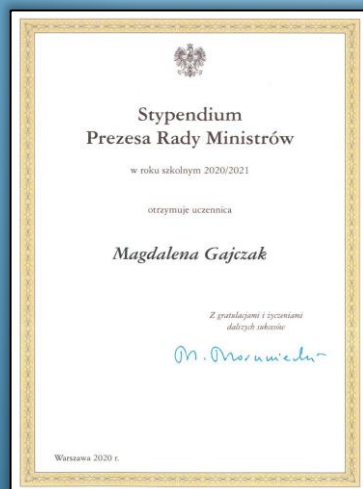 Stypendium
Prezesa Rady Ministrów
w roku szkolnym 2020/2021
otrzymuje uczennica
Magdalena Gajczak
Z gratulacjami i życzeniami
dalszych sukcesów
Warszawa 2020 r.